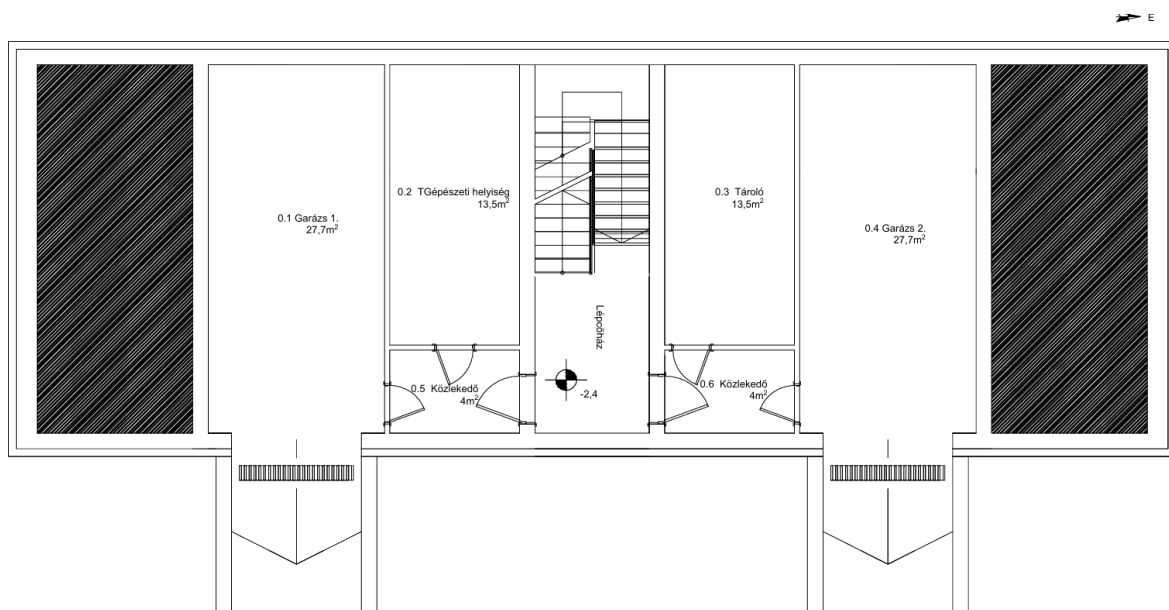 E
0.2 TGépészeti helyiség
13,5m²
0.3 Tároló
13,5m²
0.1 Garázs 1.
27,7m²
0.4 Garázs 2.
27,7m²
Lépcőház
0.5 Közlekedő
4m²
-2,4
0.6 Közlekedő
4m²